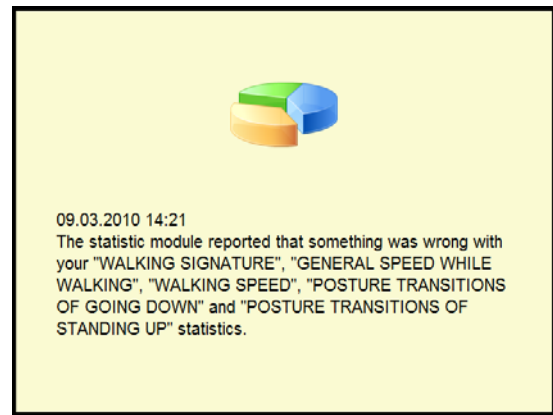 09.03.2010 14:21
The statistic module reported that something was wrong with
your "WALKING SIGNATURE", "GENERAL SPEED WHILE
WALKING", "WALKING SPEED", "POSTURE TRANSITIONS
OF GOING DOWN" and "POSTURE TRANSITIONS OF
STANDING UP" statistics.